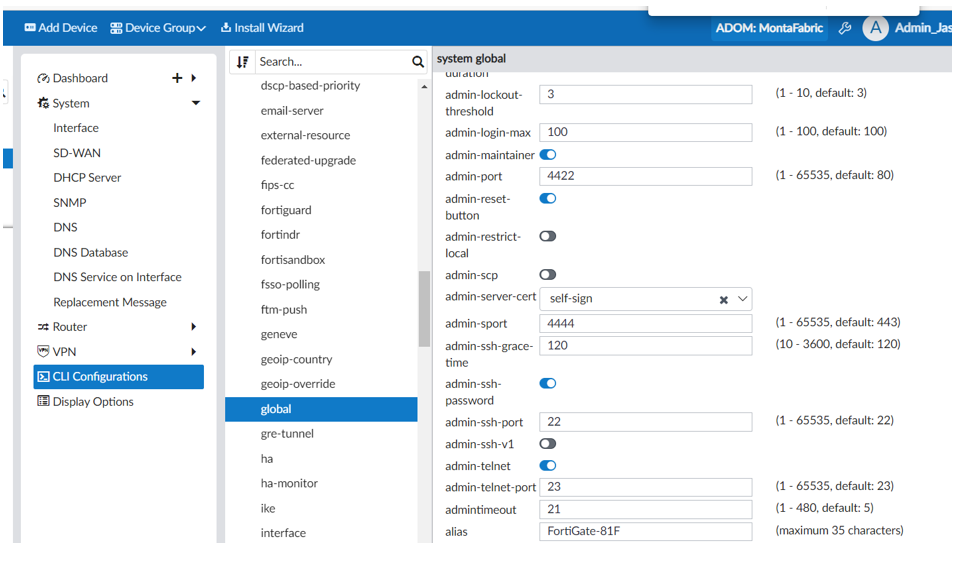 Add Device Device Group Install Wizard ADOM: MontaFabric A Admin_Jas
Dashboard
System
Interface
SD-WAN
DHCP Server
SNMP
DNS
DNS Database
DNS Service on Interface
Replacement Message
Router
VPN
CLI Configurations
Display Options
Search...
dscp-based-priority
email-server
external-resource
federated-upgrade
fips-cc
fortiguard
fortindr
fortisandbox
fsso-polling
ftm-push
geneve
geoip-country
geoip-override
global
gre-tunnel
ha
ha-monitor
ike
interface
system global
duration
admin-lockout-
threshold
3 (1 - 10, default: 3)
admin-login-max 100 (1 - 100, default: 100)
admin-maintainer
admin-port 4422 (1 - 65535, default: 80)
admin-reset-
button
admin-restrict-
local
admin-scp
admin-server-cert self-sign
admin-sport 4444 (1 - 65535, default: 443)
admin-ssh-grace-
time
120 (10 - 3600, default: 120)
admin-ssh-
password
admin-ssh-port 22 (1 - 65535, default: 22)
admin-ssh-v1
admin-telnet
admin-telnet-port 23 (1 - 65535, default: 23)
admintimeout 21 (1 - 480, default: 5)
alias FortiGate-81F (maximum 35 characters)